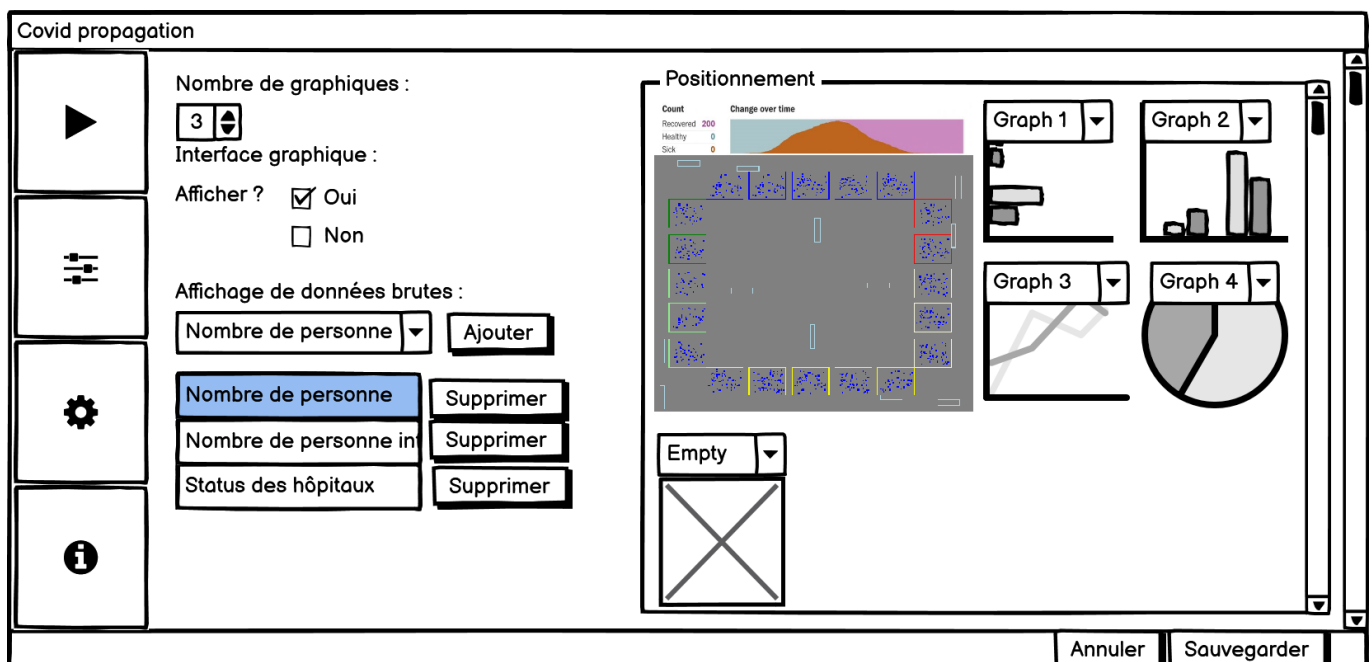 Covid propagation
Nombre de graphiques :
3
Interface graphique :
Afficher ?
Oui
Non
Affichage de données brutes :
Nombre de personne
Ajouter
Nombre de personne
Supprimer
Nombre de personne in
Supprimer
Status des hôpitaux
Supprimer
Positionnement
Count
Change over time
Recovered 200
Healthy 0
Sick 0
Graph 1
Graph 2
Graph 3
Graph 4
Empty
Annuler
Sauvegarder